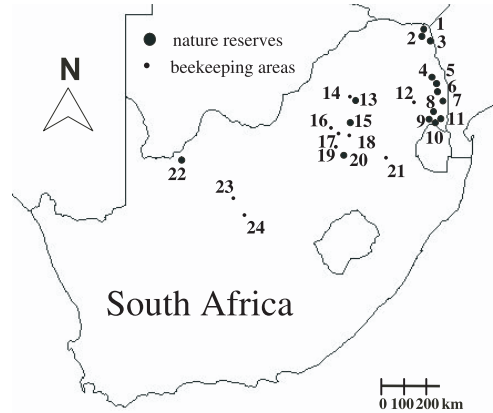 nature reserves
beekeeping areas
N
1
2 3
4 5
6
14 13 12 8 7
16 15 9 11
17 18 10
19 20 21
22
23
24
South Africa
0 100 200 km